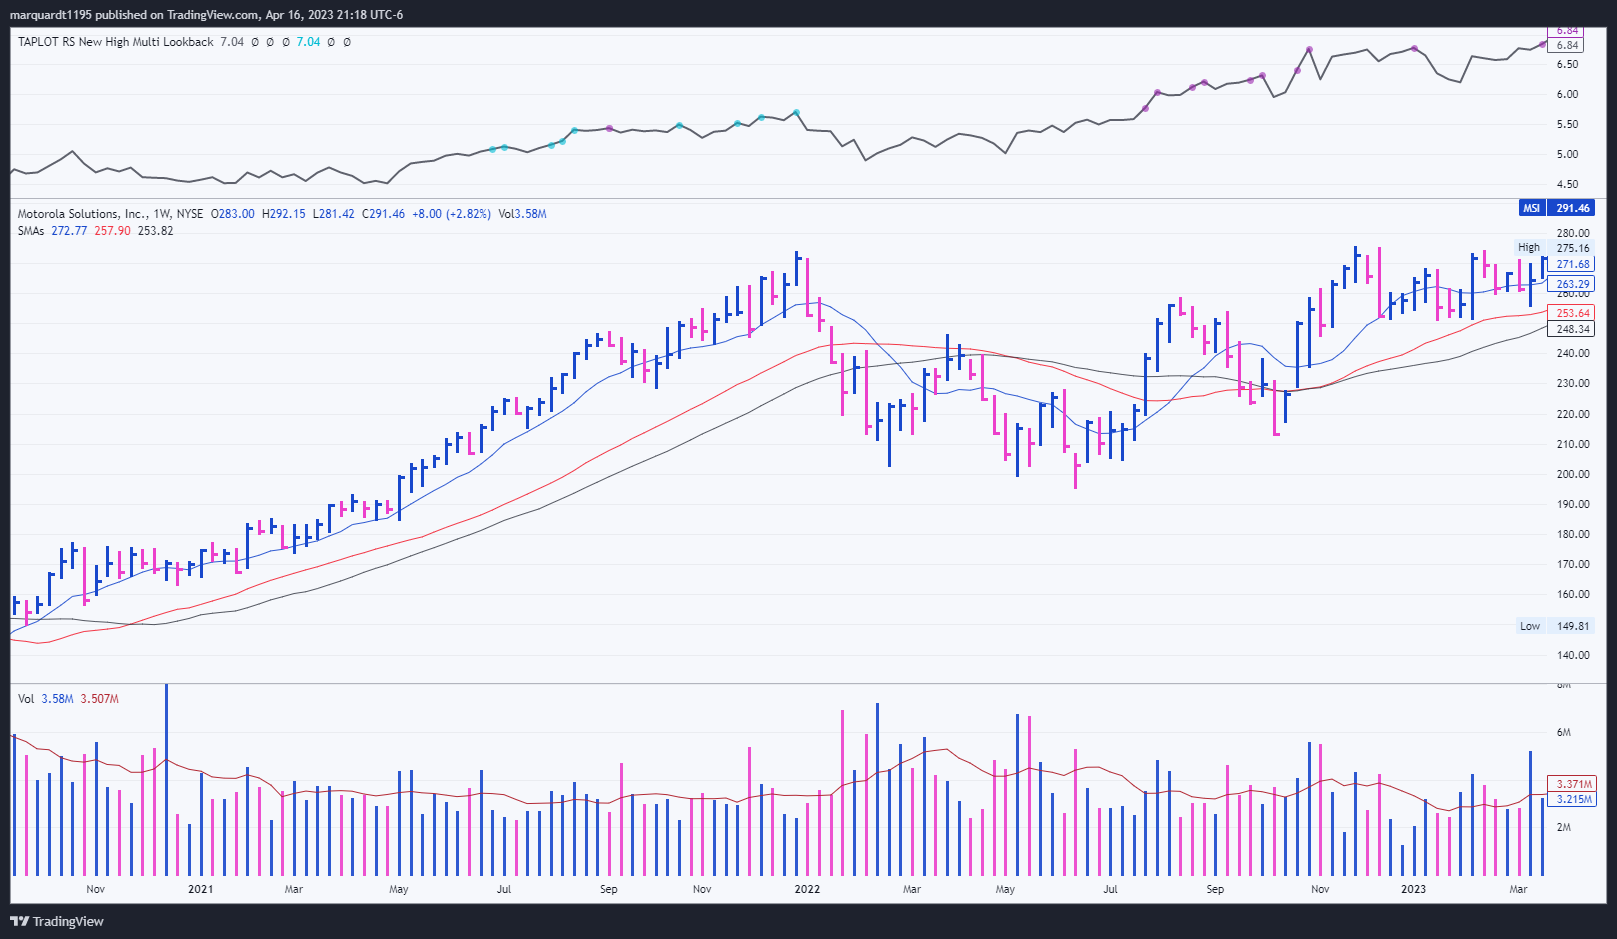 marquardt1195 published on TradingView.com, Apr 16, 2023 21:18 UTC-6
TAPLOT RS New High Multi Lookback 7.04 Ø Ø Ø 7.04 Ø Ø
6.84
6.84
6.50
6.00
5.50
5.00
4.50
Motorola Solutions, Inc., 1W, NYSE O283.00 H292.15 L281.42 C291.46 +8.00 (+2.82%) Vol3.58M
SMAs 272.77 257.90 253.82
MSI 291.46
280.00
High 275.16
271.68
263.29
260.00
253.64
248.34
240.00
230.00
220.00
210.00
200.00
190.00
180.00
170.00
160.00
Low 149.81
140.00
Vol 3.58M 3.507M
8M
6M
3.371M
3.215M
2M
Nov 2021 Mar May Jul Sep Nov 2022 Mar May Jul Sep Nov 2023 Mar
TradingView